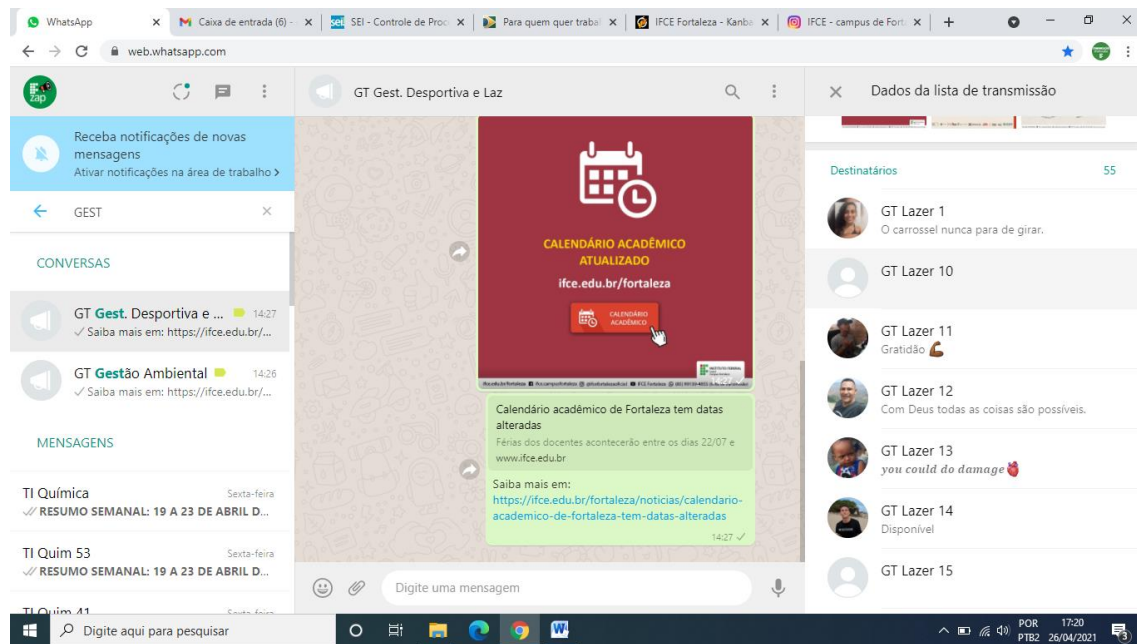 WhatsApp
Caixa de entrada (6) -
SEI - Controle de Proc
Para quem quer trabal
IFCE Fortaleza - Kanba
IFCE - campus de Fort
web.whatsapp.com
zap
GT Gest. Desportiva e Laz
Dados da lista de transmissão
Receba notificações de novas
mensagens
Ativar notificações na área de trabalho >
GEST
CONVERSAS
GT Gest. Desportiva e ... 14:27
✓ Saiba mais em: https://ifce.edu.br/...
GT Gestão Ambiental 14:26
✓ Saiba mais em: https://ifce.edu.br/...
MENSAGENS
TI Química Sexta-feira
RESUMO SEMANAL: 19 A 23 DE ABRIL D...
TI Quim 53 Sexta-feira
RESUMO SEMANAL: 19 A 23 DE ABRIL D...
TI Quim 41 Sexta-feira
CALENDÁRIO ACADÊMICO
ATUALIZADO
ifce.edu.br/fortaleza
CALENDÁRIO
ACADÊMICO
Calendário acadêmico de Fortaleza tem datas
alteradas
Férias dos docentes acontecerão entre os dias 22/07 e
www.ifce.edu.br
Saiba mais em:
https://ifce.edu.br/fortaleza/noticias/calendario-
academico-de-fortaleza-tem-datas-alteradas
14:27
Digite uma mensagem
Destinatários 55
GT Lazer 1
O carrossel nunca para de girar.
GT Lazer 10
GT Lazer 11
Gratidão 💪🏾
GT Lazer 12
Com Deus todas as coisas são possíveis.
GT Lazer 13
you could do damage🫀
GT Lazer 14
Disponível
GT Lazer 15
Digite aqui para pesquisar
POR
PTB2
17:20
26/04/2021